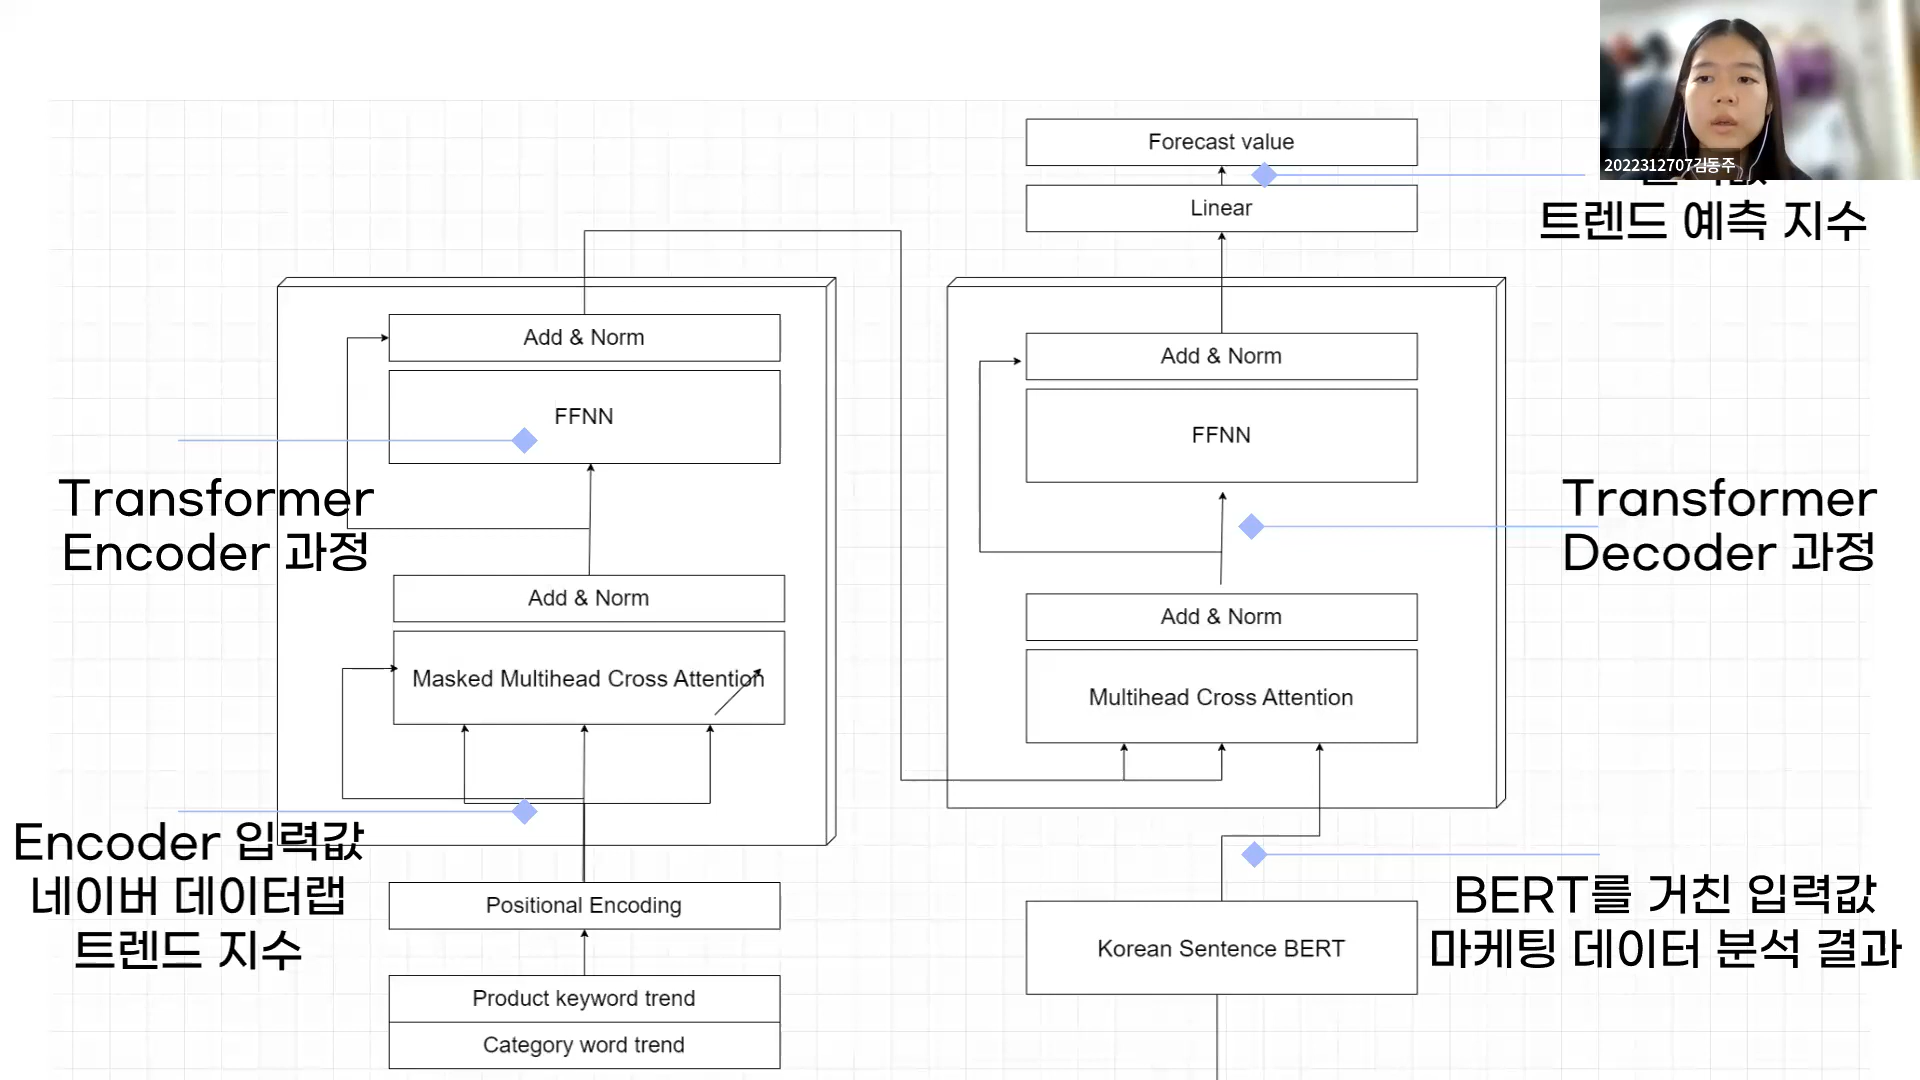 2022312707김동주
Forecast value
Linear
트렌드 예측 지수
Add & Norm
FFNN
Transformer
Encoder 과정
Add & Norm
Masked Multihead Cross Attention
Encoder 입력값
네이버 데이터랩
트렌드 지수
Positional Encoding
Product keyword trend
Category word trend
Add & Norm
FFNN
Transformer
Decoder 과정
Add & Norm
Multihead Cross Attention
Korean Sentence BERT
BERT를 거친 입력값
마케팅 데이터 분석 결과